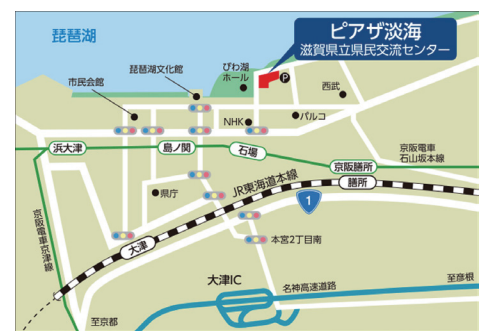 琵琶湖
ピアザ淡海
滋賀県立県民交流センター
市民会館
琵琶湖文化館
びわ湖
ホール
P
西武
NHK
パルコ
浜大津
島ノ関
石場
京阪膳所
京阪電車
石山坂本線
県庁
JR東海道本線
膳所
1
京阪電車京津線
大津
本宮2丁目南
大津IC
名神高速道路
至彦根
至京都